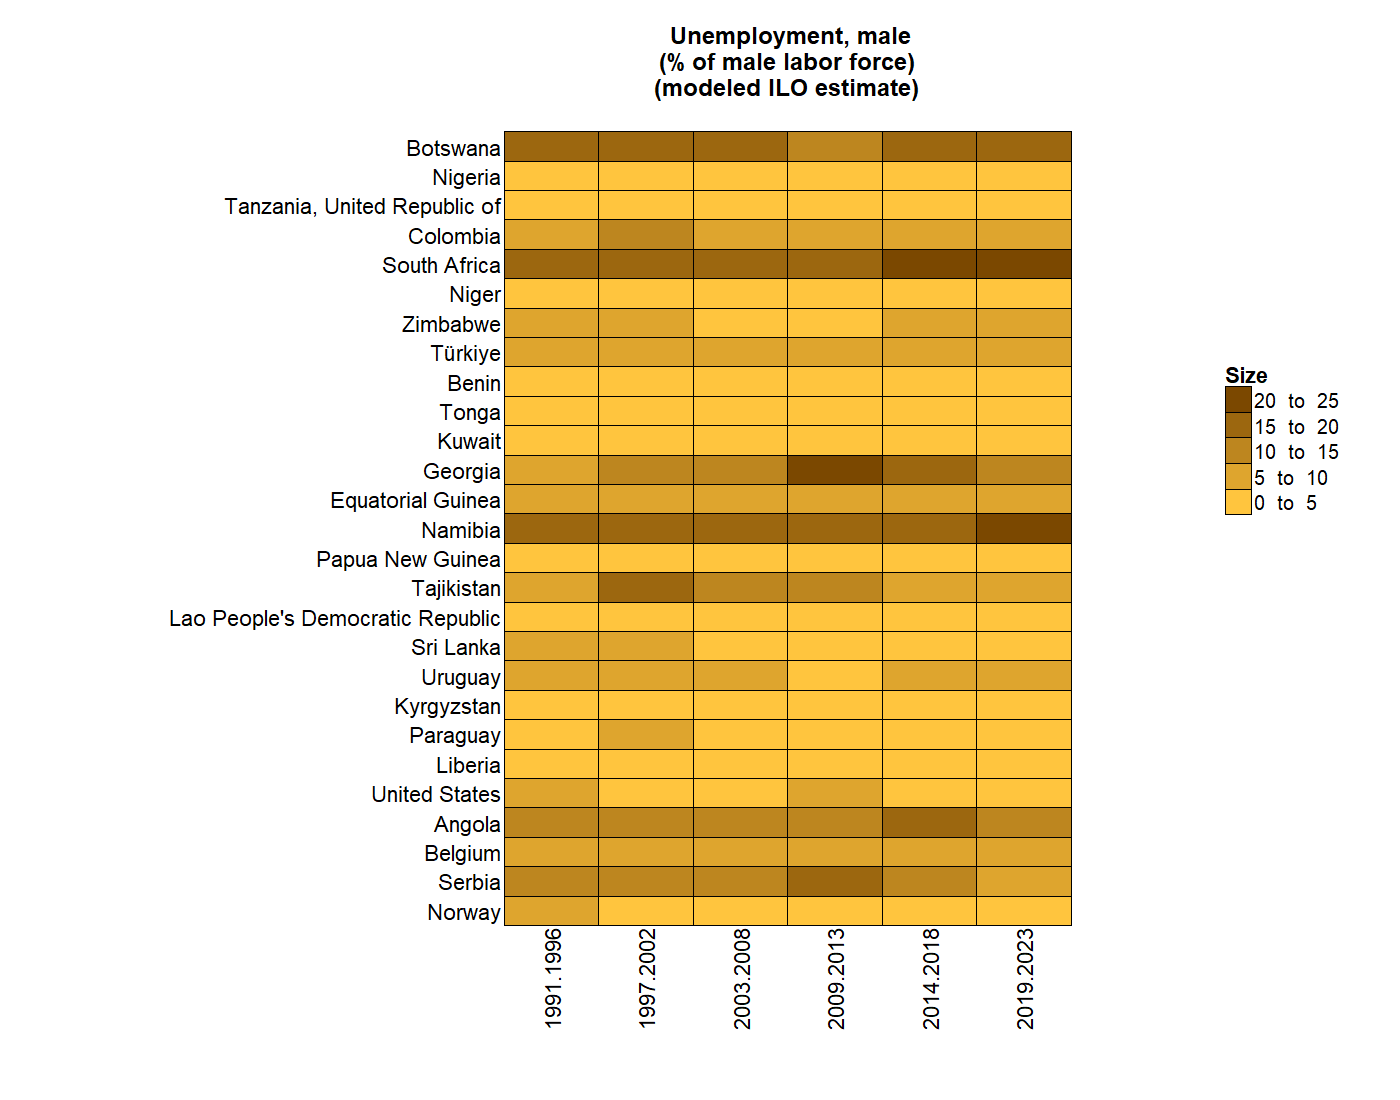 Unemployment, male
(% of male labor force)
(modeled ILO estimate)
Botswana
Nigeria
Tanzania, United Republic of
Colombia
South Africa
Niger
Zimbabwe
Türkiye
Benin
Tonga
Kuwait
Georgia
Equatorial Guinea
Namibia
Papua New Guinea
Tajikistan
Lao People's Democratic Republic
Sri Lanka
Uruguay
Kyrgyzstan
Paraguay
Liberia
United States
Angola
Belgium
Serbia
Norway
1991.1996
1997.2002
2003.2008
2009.2013
2014.2018
2019.2023
Size
20 to 25
15 to 20
10 to 15
5 to 10
0 to 5